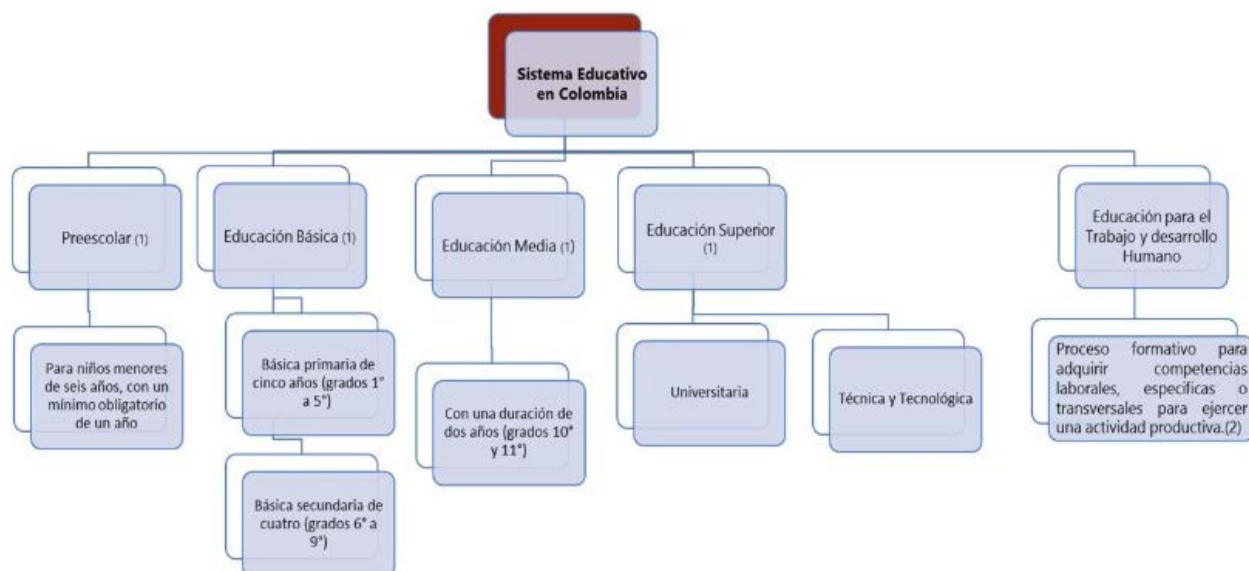 Sistema Educativo
en Colombia
Preescolar (1)
Educación Básica (1)
Educación Media (1)
Educación Superior
(1)
Educación para el
Trabajo y desarrollo
Humano
Para niños menores
de seis años, con un
mínimo obligatorio
de un año
Básica primaria de
cinco años (grados 1°
a 5°)
Básica secundaria de
cuatro (grados 6° a
9°)
Con una duración de
dos años (grados 10°
y 11°)
Universitaria
Técnica y Tecnológica
Proceso formativo para
adquirir competencias
laborales, específicas o
transversales para ejercer
una actividad productiva.(2)